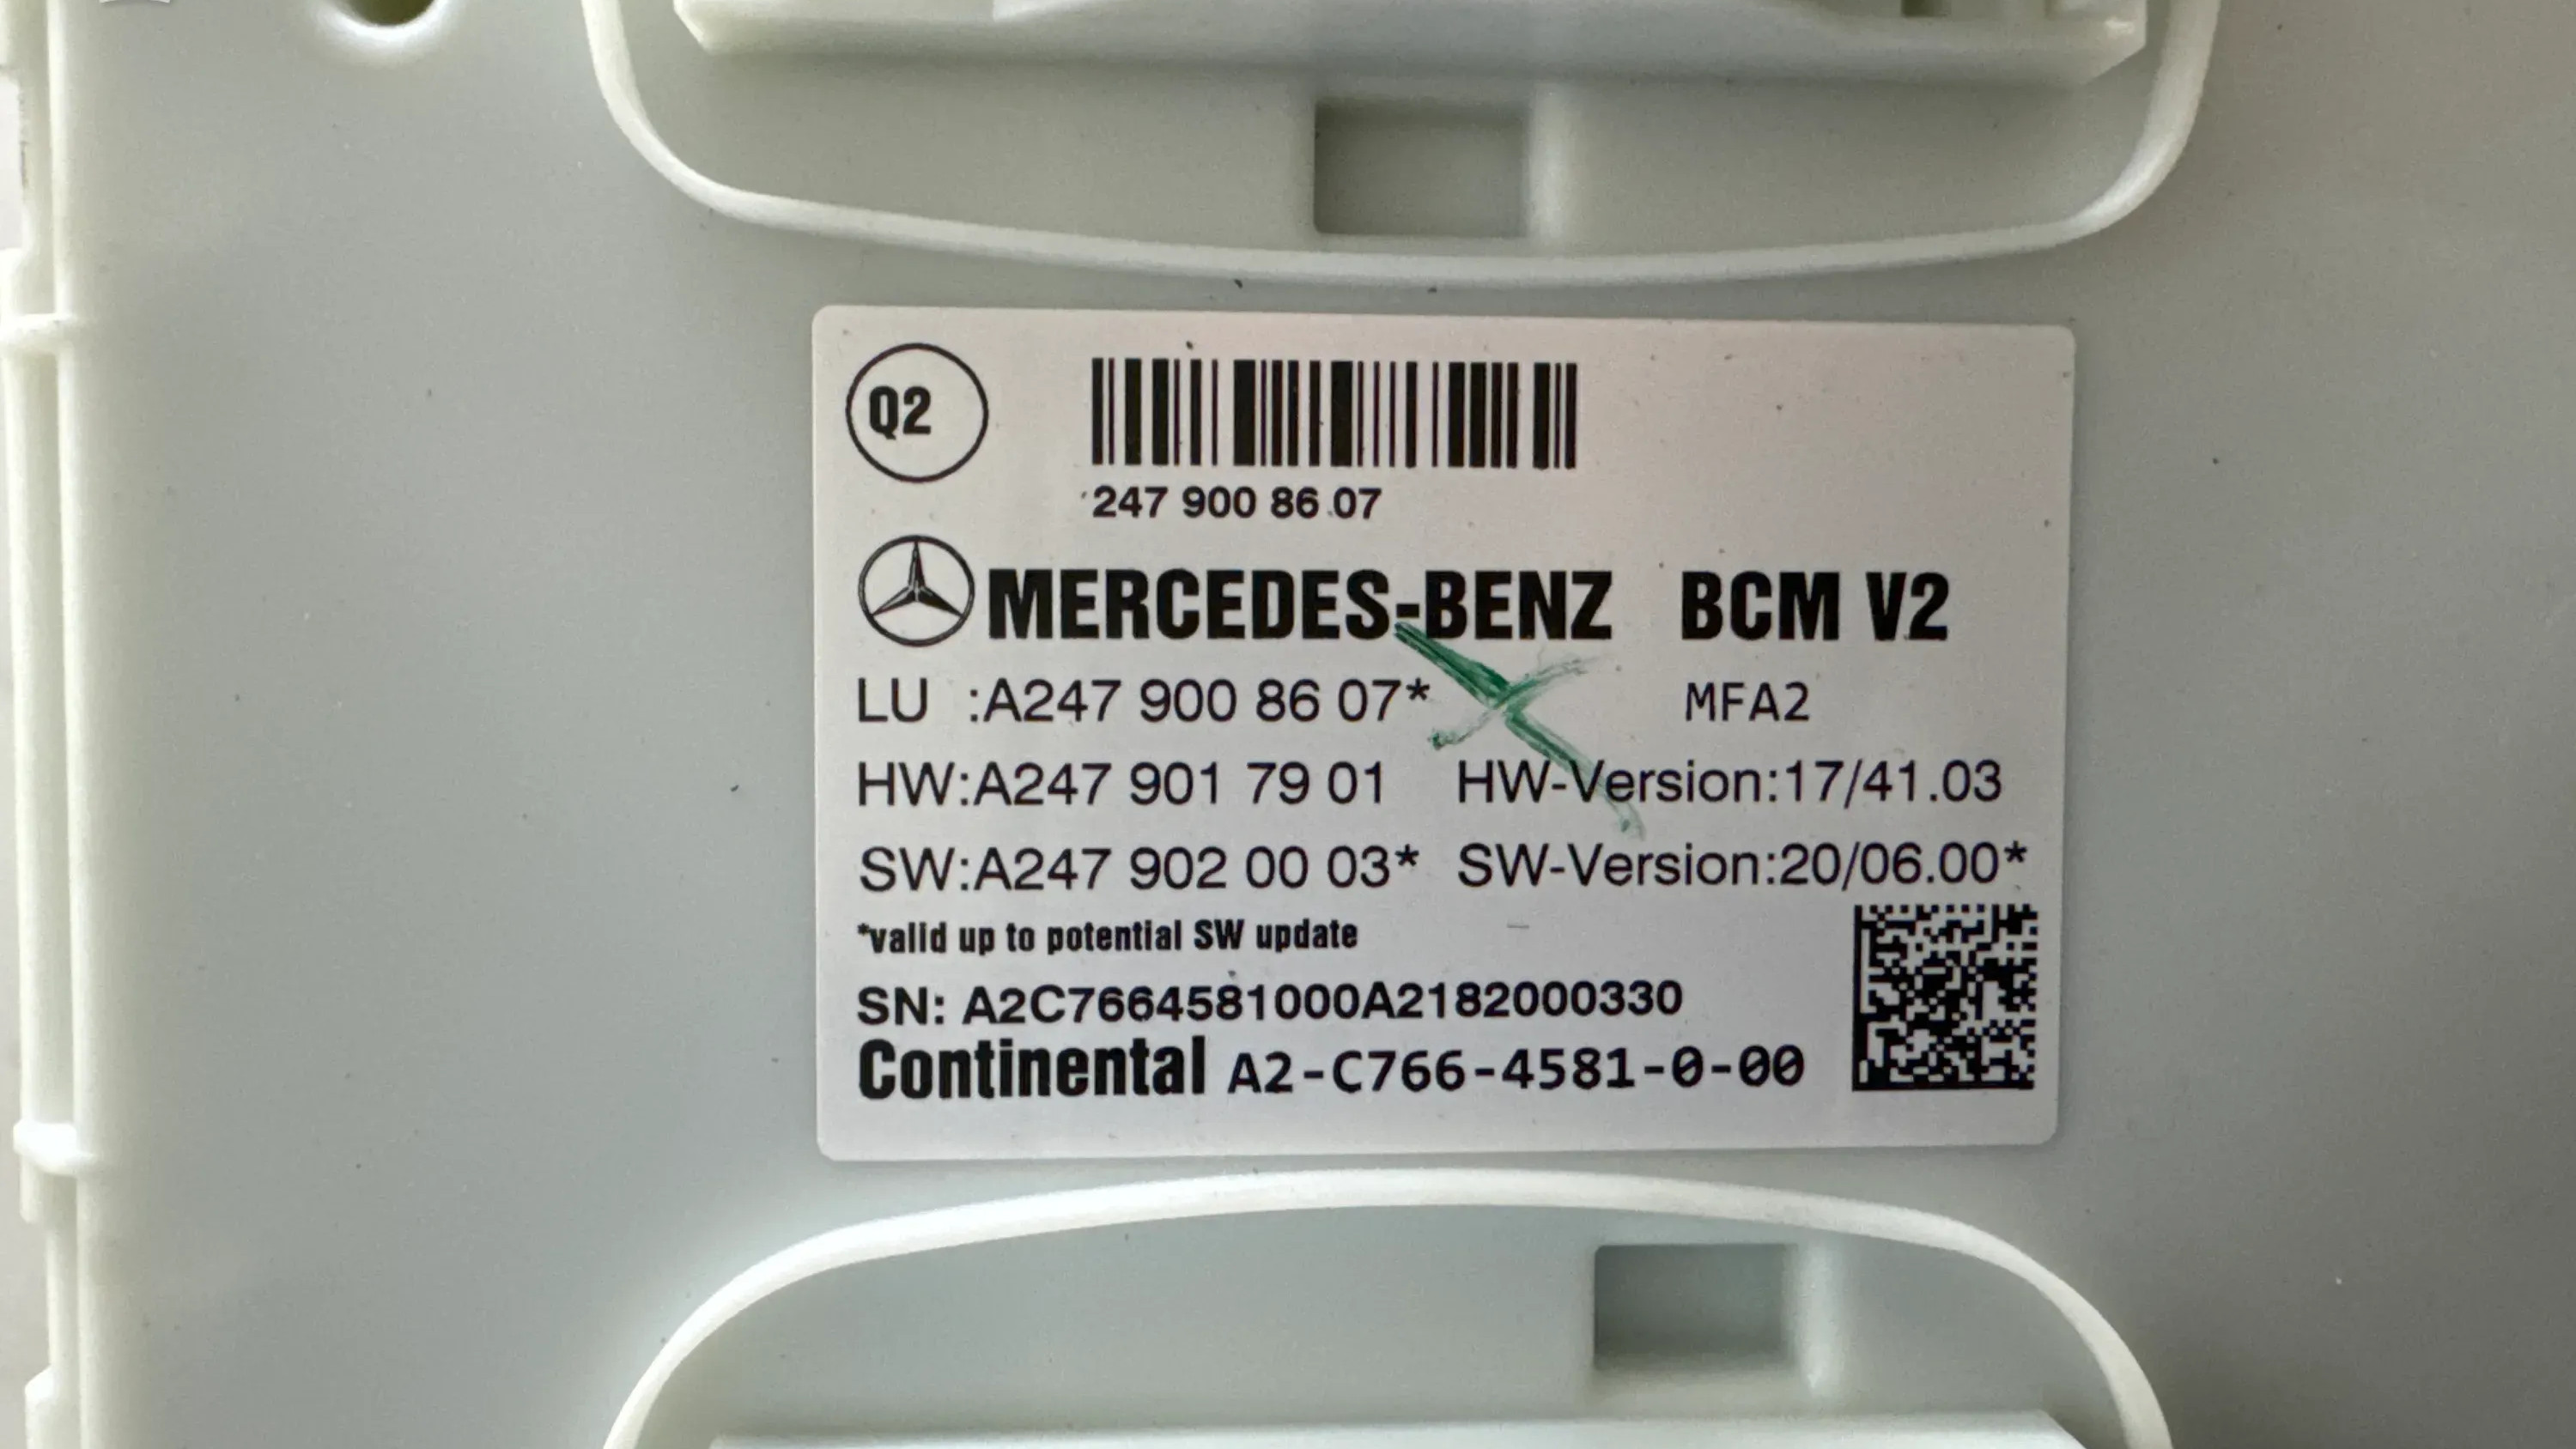 Q2
247 900 86 07
MERCEDES-BENZ BCM V2
LU :A247 900 86 07* MFA2
HW:A247 901 79 01 HW-Version:17/41.03
SW:A247 902 00 03* SW-Version:20/06.00*
*valid up to potential SW update
SN: A2C7664581000A2182000330
Continental A2-C766-4581-0-00